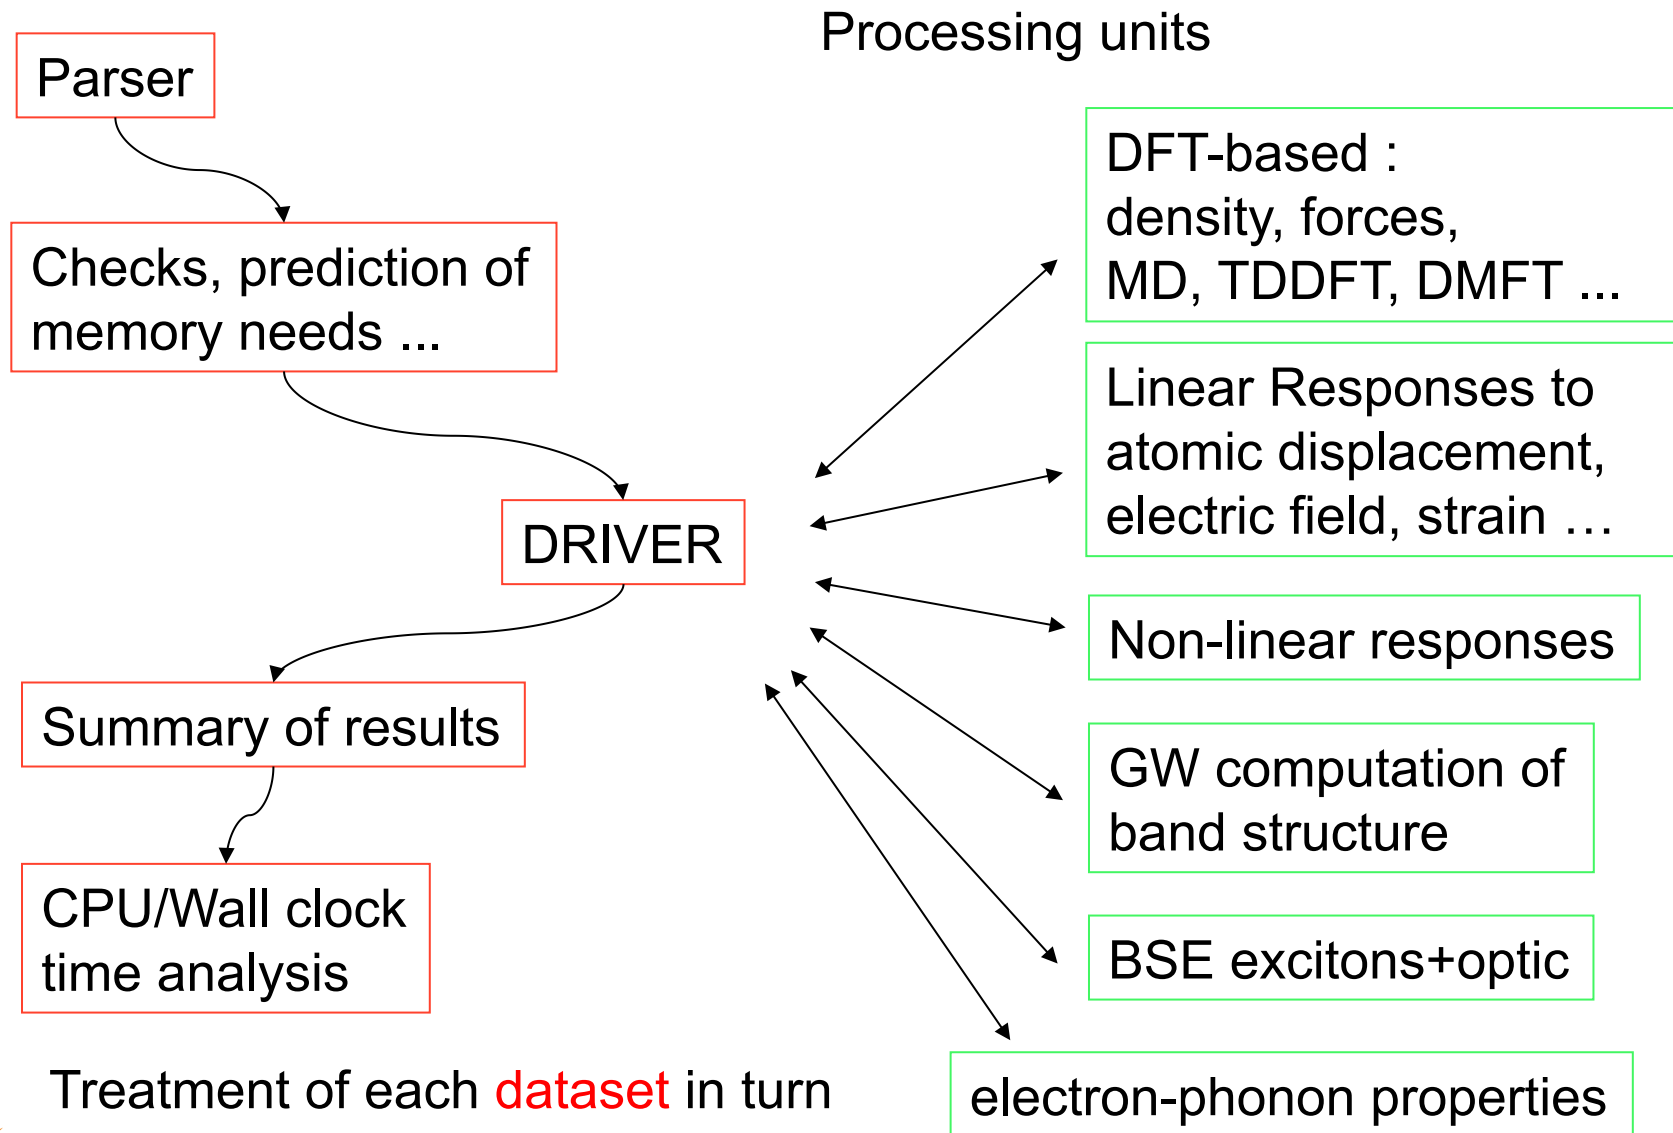 Processing units
Parser
Checks, prediction of
memory needs ...
DRIVER
Summary of results
CPU/Wall clock
time analysis
Treatment of each dataset in turn
DFT-based :
density, forces,
MD, TDDFT, DMFT ...
Linear Responses to
atomic displacement,
electric field, strain …
Non-linear responses
GW computation of
band structure
BSE excitons+optic
electron-phonon properties